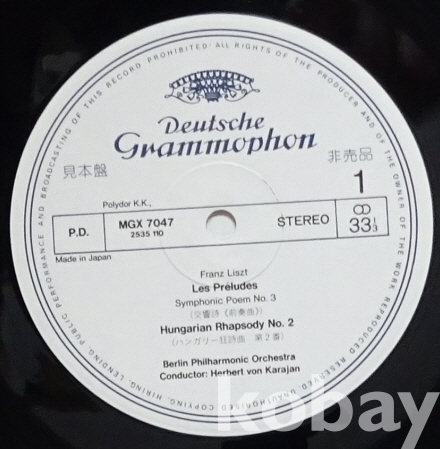 PERFORMANCE AND BROADCASTING OF THIS RECORD PROHIBITED·ALL RIGHTS OF THE PRODUCER AND OF THE OWNER OF THE WORK REPRODUCED RESERVED. UNAUTHORISED COPYING, HIRING, LENDING, PUBLIC
Deutsche
Grammophon
見本盤
非売品
1
Polydor K.K.,
P.D.
MGX 7047
2535 110
STEREO
33 1/3
Made in Japan
Franz Liszt
Les Préludes
Symphonic Poem No. 3
(交響詩《前奏曲》)
Hungarian Rhapsody No. 2
(ハンガリー狂詩曲 第2番)
Berlin Philharmonic Orchestra
Conductor: Herbert von Karajan
kobay